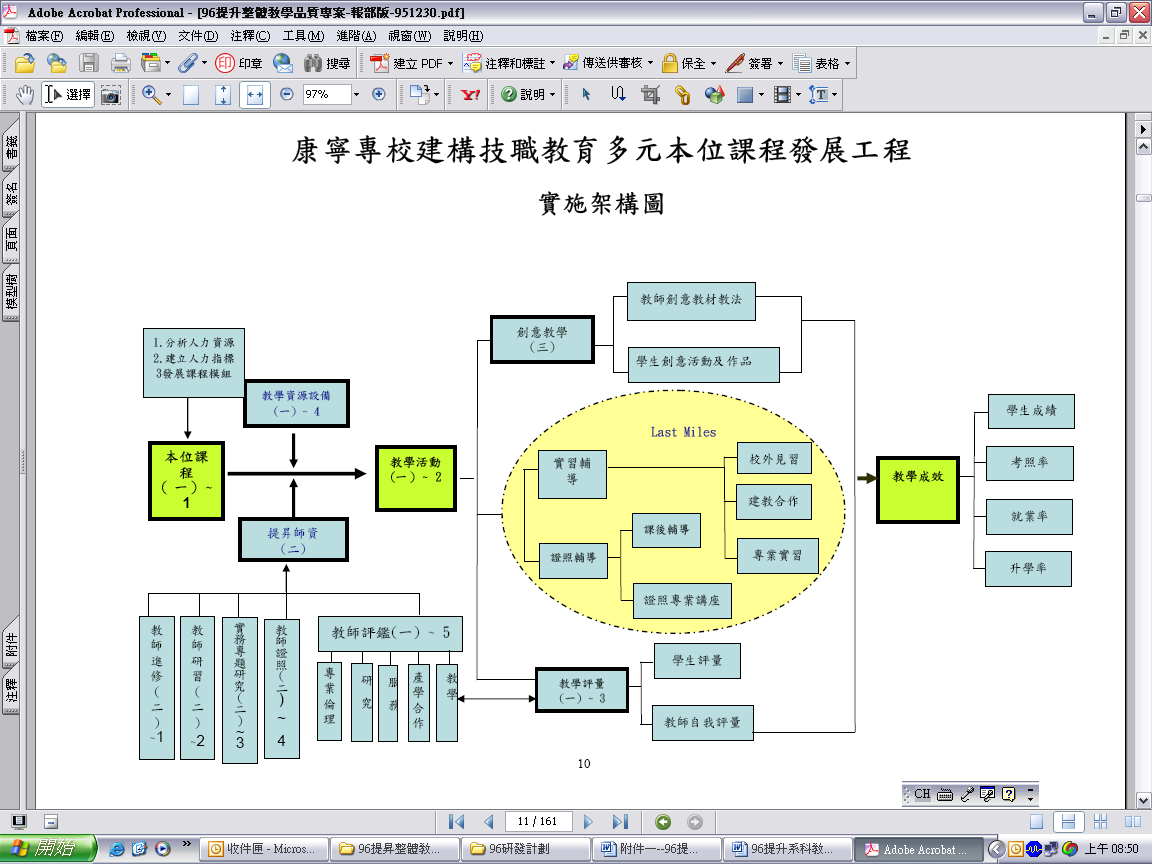 Adobe Acrobat Professional - [96提升整體教學品質專案-報部版-951230.pdf]
檔案(F) 編輯(E) 檢視(V) 文件(D) 注釋(C) 工具(M) 進階(A) 視窗(W) 說明(H)
印章 搜尋 建立 PDF 注釋和標註 傳送供審核 保全 簽署 表格
選擇 97% Y! 說明
書籤
簽名
頁面
模型樹
附件
注釋
康寧專校建構技職教育多元本位課程發展工程
實施架構圖
1.分析人力資源
2.建立人力指標
3發展課程模組
教學資源設備
(一)~4
本位課
程
(一)~
1
提昇師資
(二)
教學活動
(一)~2
創意教學
(三)
教師創意教材教法
學生創意活動及作品
Last Miles
實習輔
導
校外見習
建教合作
專業實習
證照輔導
課後輔導
證照專業講座
教學成效
學生成績
考照率
就業率
升學率
教師進修(二)~1
教師研習(二)~2
實務專題研究(二)~3
教師證照(二)~4
教師評鑑(一)~5
專業倫理
研究
服務
產學合作
教學
教學評量
(一)~3
學生評量
教師自我評量
10
CH
11 / 161
開始 收件匣 - Micros... 96提昇整體教... 96研發計劃 附件一--96提... 96提升系科教... Adobe Acrobat ... 上午 08:50